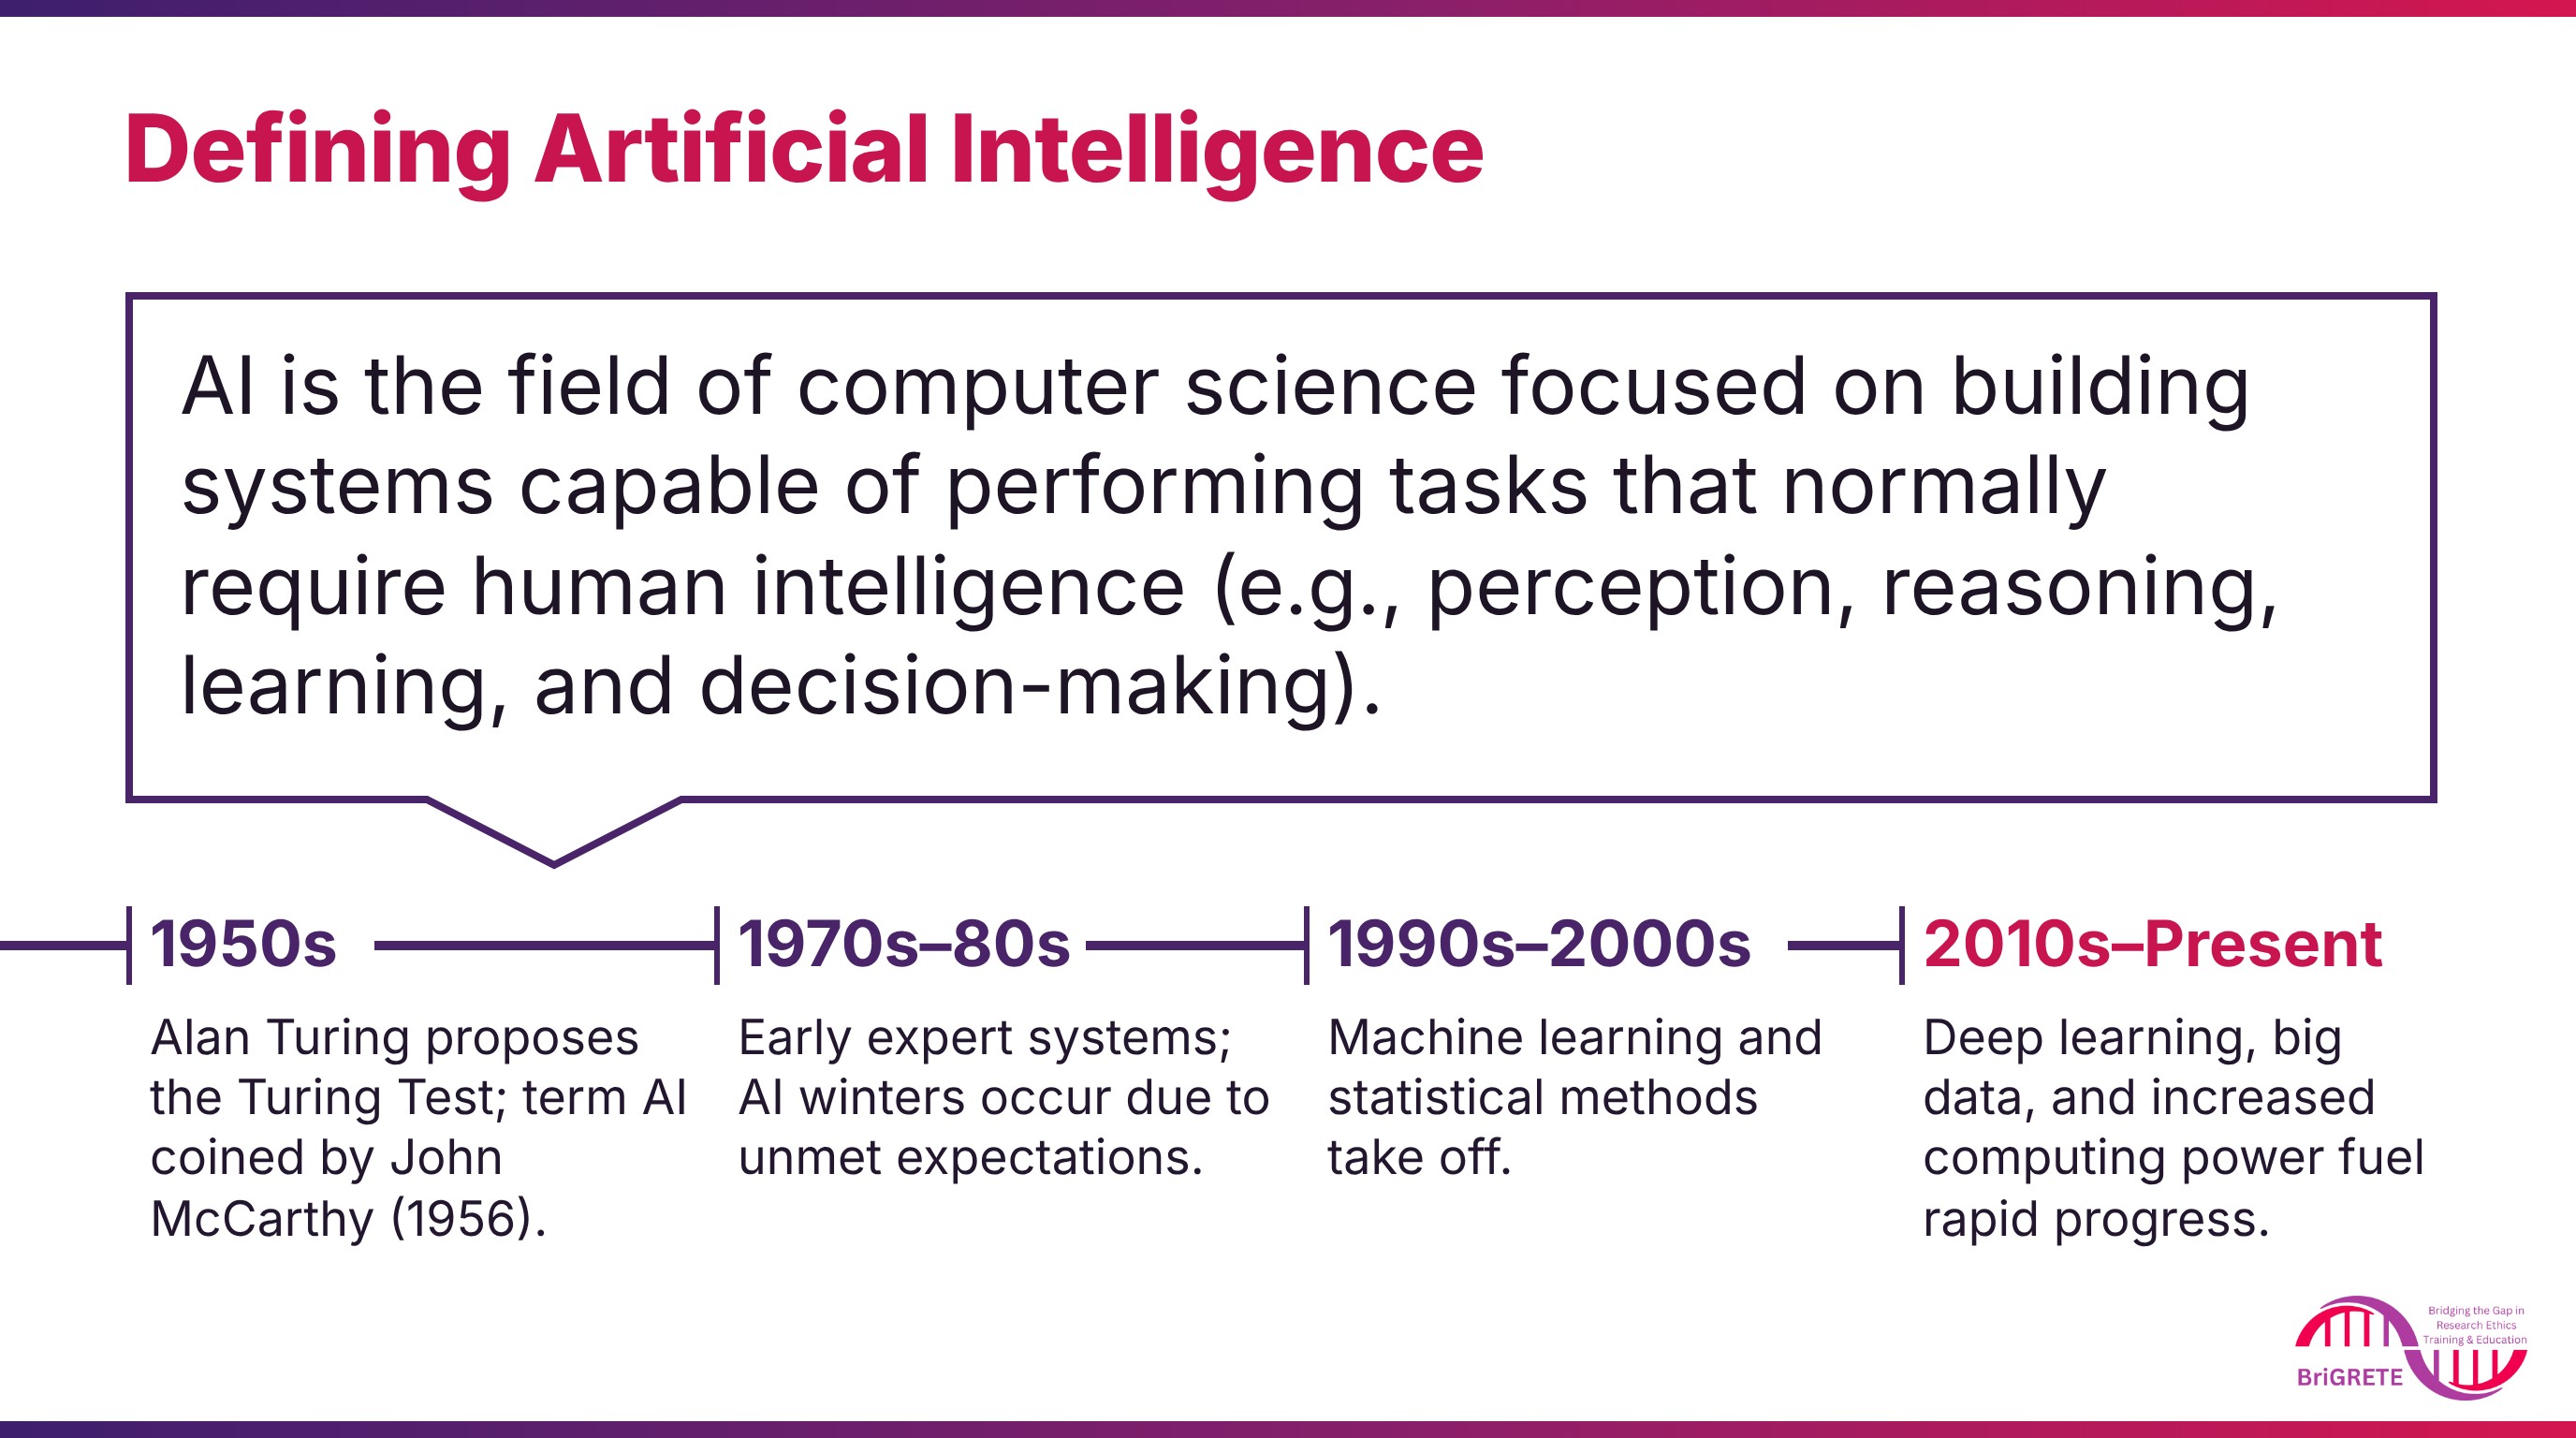 Defining Artificial Intelligence
AI is the field of computer science focused on building
systems capable of performing tasks that normally
require human intelligence (e.g., perception, reasoning,
learning, and decision-making).
1950s
Alan Turing proposes
the Turing Test; term AI
coined by John
McCarthy (1956).
1970s–80s
Early expert systems;
AI winters occur due to
unmet expectations.
1990s–2000s
Machine learning and
statistical methods
take off.
2010s–Present
Deep learning, big
data, and increased
computing power fuel
rapid progress.
Bridging the Gap in
Research Ethics
Training & Education
BriGRETE